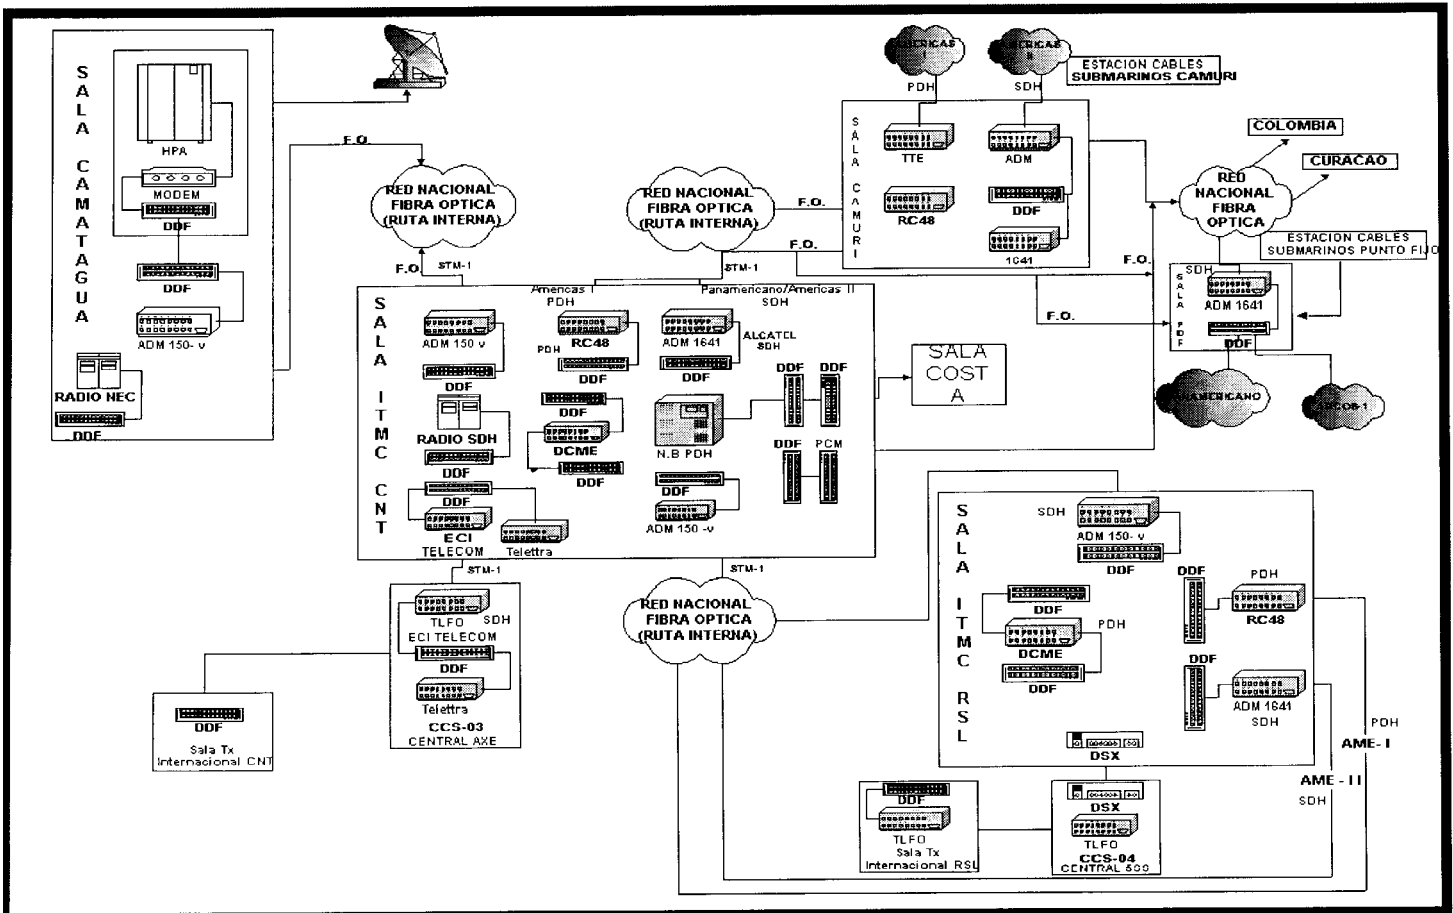 SALA CAMATAGUA
HPA
MODEM
DDF
DDF
ADM 150- v
RADIO NEC
DDF
F.O.
RED NACIONAL
FIBRA OPTICA
(RUTA INTERNA)
F.O.
STM-1
RED NACIONAL
FIBRA OPTICA
(RUTA INTERNA)
F.O.
F.O.
STM-1
AMERICAS
I
AMERICAS
II
PDH
SDH
ESTACION CABLES
SUBMARINOS CAMURI
SALA CAMURI
TTE
ADM
RC48
DDF
1641
COLOMBIA
CURACAO
RED
NACIONAL
FIBRA
OPTICA
ESTACION CABLES
SUBMARINOS PUNTO FIJO
F.O.
F.O.
SDH
SALA PDF
ADM 1641
DDF
PANAMERICANO
ARCOS-1
SALA ITMC CNT
Americas I
PDH
Panamericano/Americas II
SDH
ADM 150 v
DDF
RC48
PDH
DDF
ADM 1641
ALCATEL
SDH
DDF
RADIO SDH
DDF
DDF
DCME
DDF
N.B PDH
DDF
DDF
DDF
PCM
DDF
ECI
TELECOM
Telettra
DDF
ADM 150 -v
SALA
COST
A
STM-1
STM-1
TLFO
SDH
ECI TELECOM
DDF
Telettra
CCS-03
CENTRAL AXE
DDF
Sala Tx
Internacional CNT
RED NACIONAL
FIBRA OPTICA
(RUTA INTERNA)
SALA ITMC RSL
SDH
ADM 150- v
DDF
DDF
DCME
PDH
DDF
DDF
PDH
RC48
DDF
ADM 1641
SDH
DSX
AME- I
PDH
AME - II
SDH
DDF
TLFO
Sala Tx
Internacional RSL
DSX
TLFO
CCS-04
CENTRAL 5CC